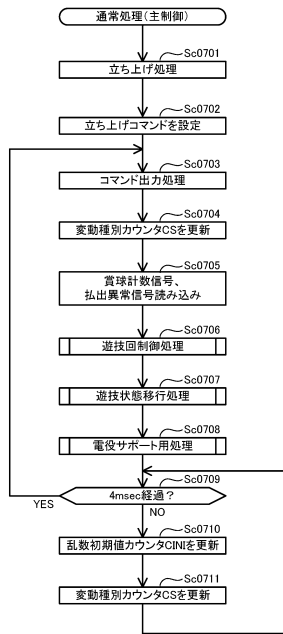 通常処理(主制御)
Sc0701
立ち上げ処理
Sc0702
立ち上げコマンドを設定
Sc0703
コマンド出力処理
Sc0704
変動種別カウンタCSを更新
Sc0705
賞球計数信号、
払出異常信号読み込み
Sc0706
遊技回制御処理
Sc0707
遊技状態移行処理
Sc0708
電役サポート用処理
Sc0709
4msec経過?
YES
NO
Sc0710
乱数初期値カウンタCINIを更新
Sc0711
変動種別カウンタCSを更新